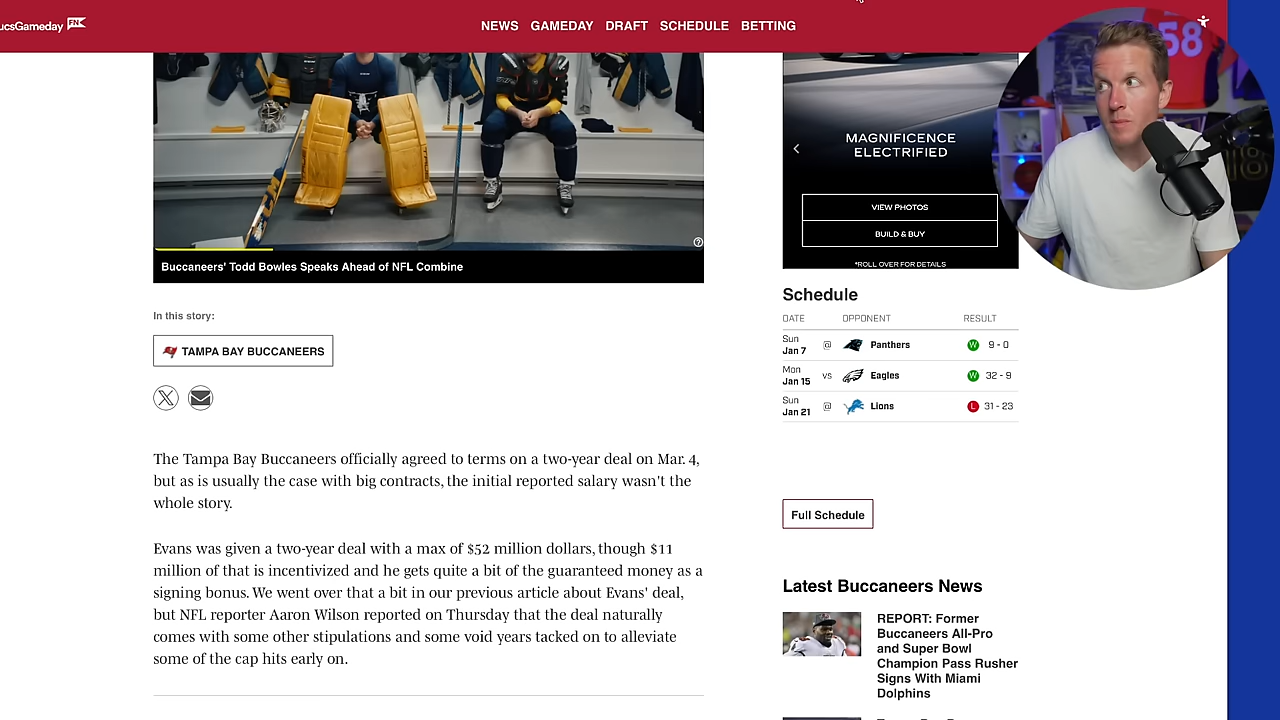 ucsGameday FN
NEWS GAMEDAY DRAFT SCHEDULE BETTING
58
MAGNIFICENCE
ELECTRIFIED
VIEW PHOTOS
BUILD & BUY
*ROLL OVER FOR DETAILS
Buccaneers' Todd Bowles Speaks Ahead of NFL Combine
In this story:
TAMPA BAY BUCCANEERS
The Tampa Bay Buccaneers officially agreed to terms on a two-year deal on Mar. 4,
but as is usually the case with big contracts, the initial reported salary wasn't the
whole story.
Evans was given a two-year deal with a max of $52 million dollars, though $11
million of that is incentivized and he gets quite a bit of the guaranteed money as a
signing bonus. We went over that a bit in our previous article about Evans' deal,
but NFL reporter Aaron Wilson reported on Thursday that the deal naturally
comes with some other stipulations and some void years tacked on to alleviate
some of the cap hits early on.
Schedule
DATE OPPONENT RESULT
Sun
Jan 7 @ Panthers W 9 - 0
Mon
Jan 15 vs Eagles W 32 - 9
Sun
Jan 21 @ Lions L 31 - 23
Full Schedule
Latest Buccaneers News
REPORT: Former
Buccaneers All-Pro
and Super Bowl
Champion Pass Rusher
Signs With Miami
Dolphins